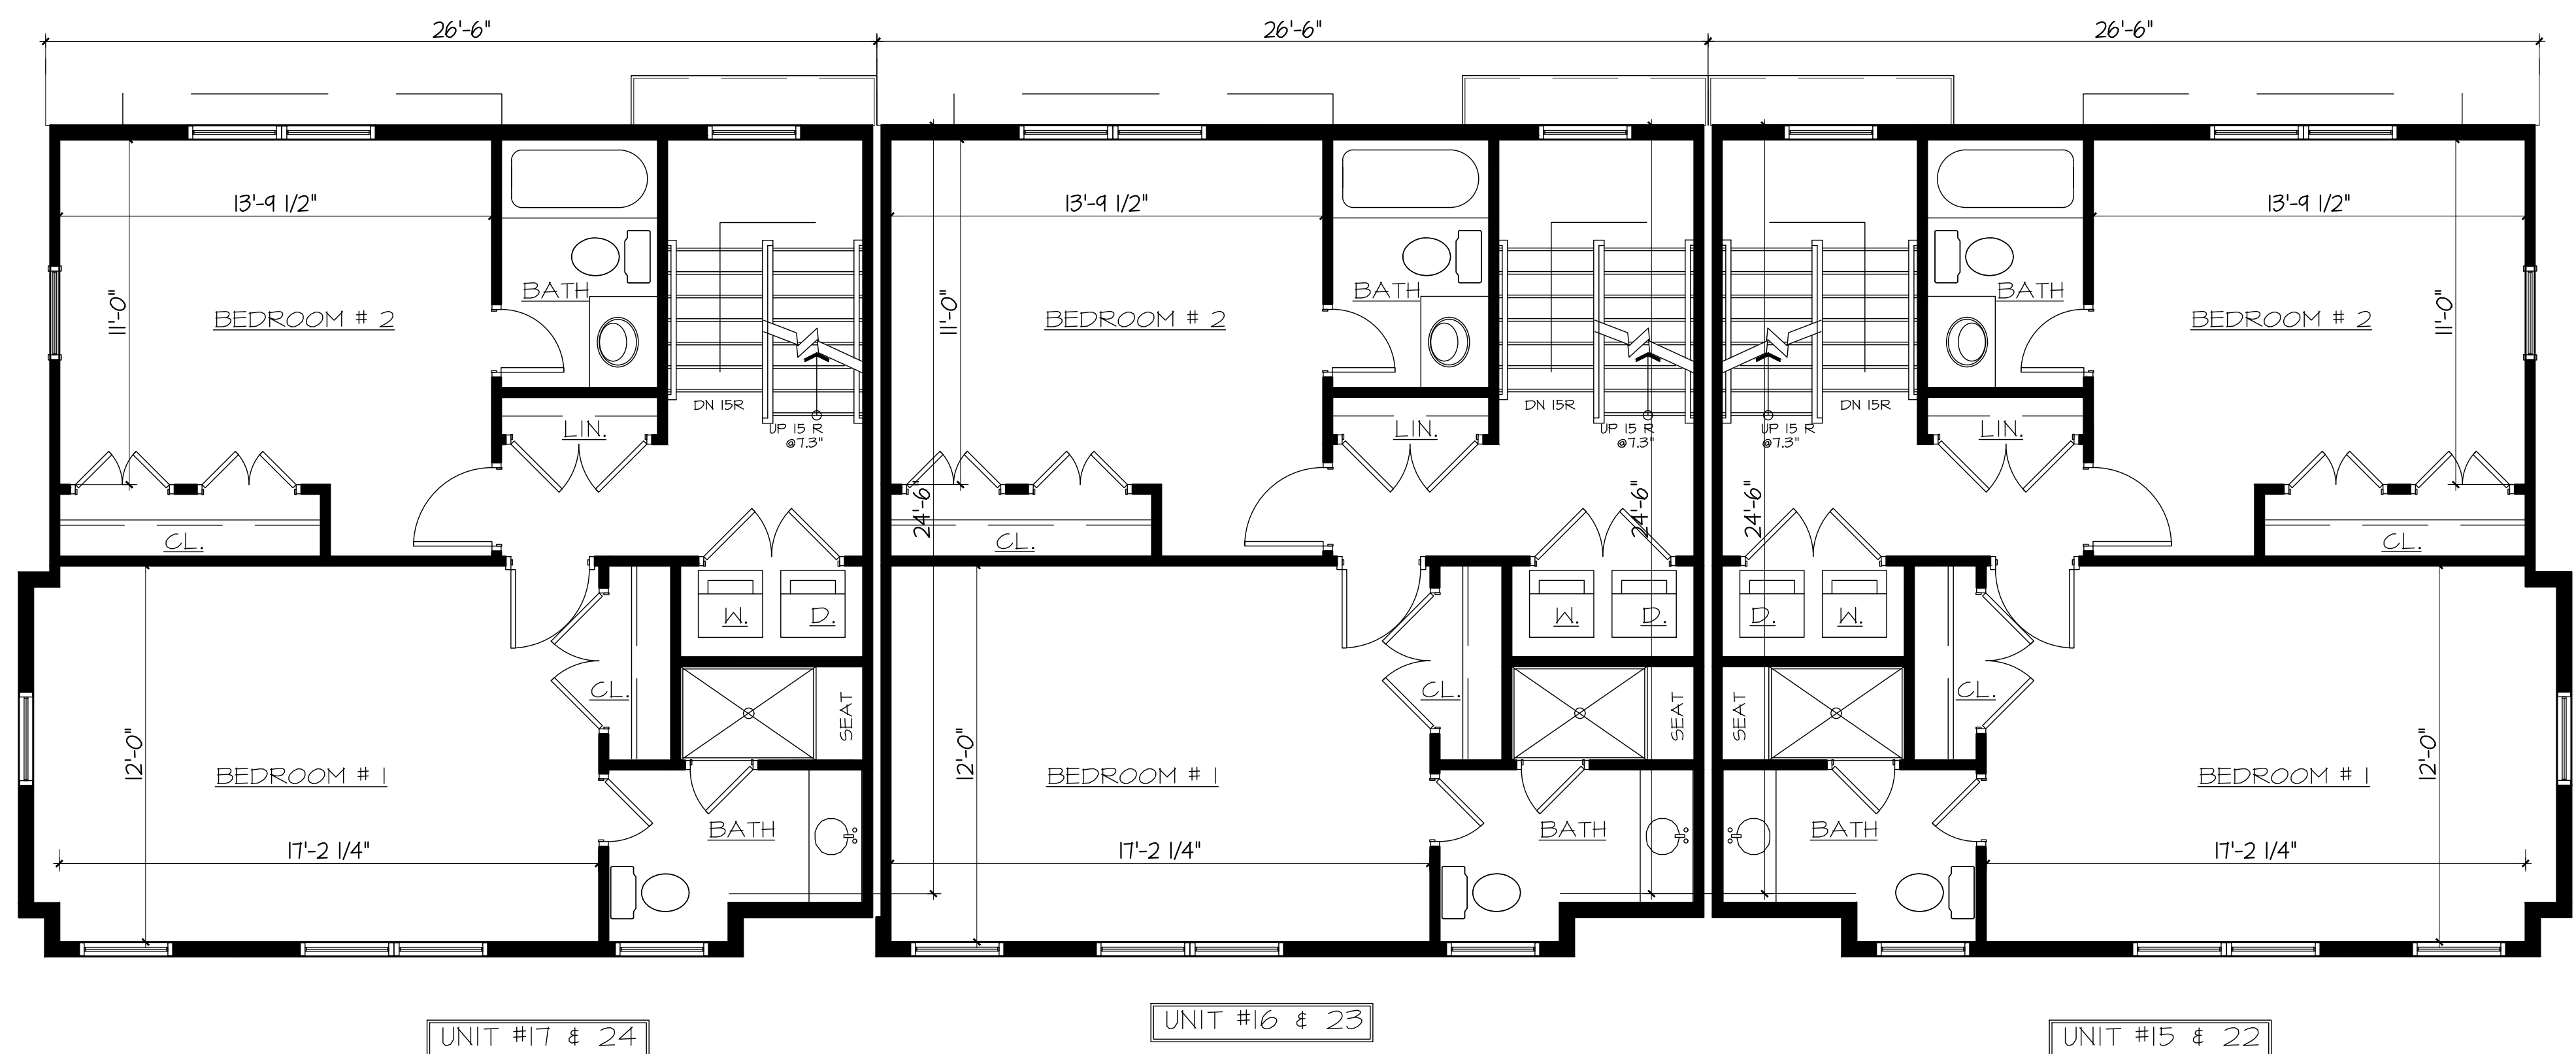 26'-6" 26'-6" 26'-6"
13'-9 1/2" 13'-9 1/2" 13'-9 1/2"
11'-0" BEDROOM # 2 BATH
11'-0" BEDROOM # 2 BATH
BATH BEDROOM # 2 11'-0"
DN 15R DN 15R DN 15R
LIN. UP 15 R
@7.3"
LIN. UP 15 R
@7.3"
UP 15 R
@7.3"
LIN.
24'-6" 24'-6" 24'-6"
CL. CL. CL.
W. D. W. D. D. W.
CL. SEAT CL. SEAT SEAT CL.
12'-0" BEDROOM # 1
12'-0" BEDROOM # 1
BEDROOM # 1 12'-0"
BATH BATH BATH
17'-2 1/4" 17'-2 1/4" 17'-2 1/4"
UNIT #17 & 24
UNIT #16 & 23
UNIT #15 & 22